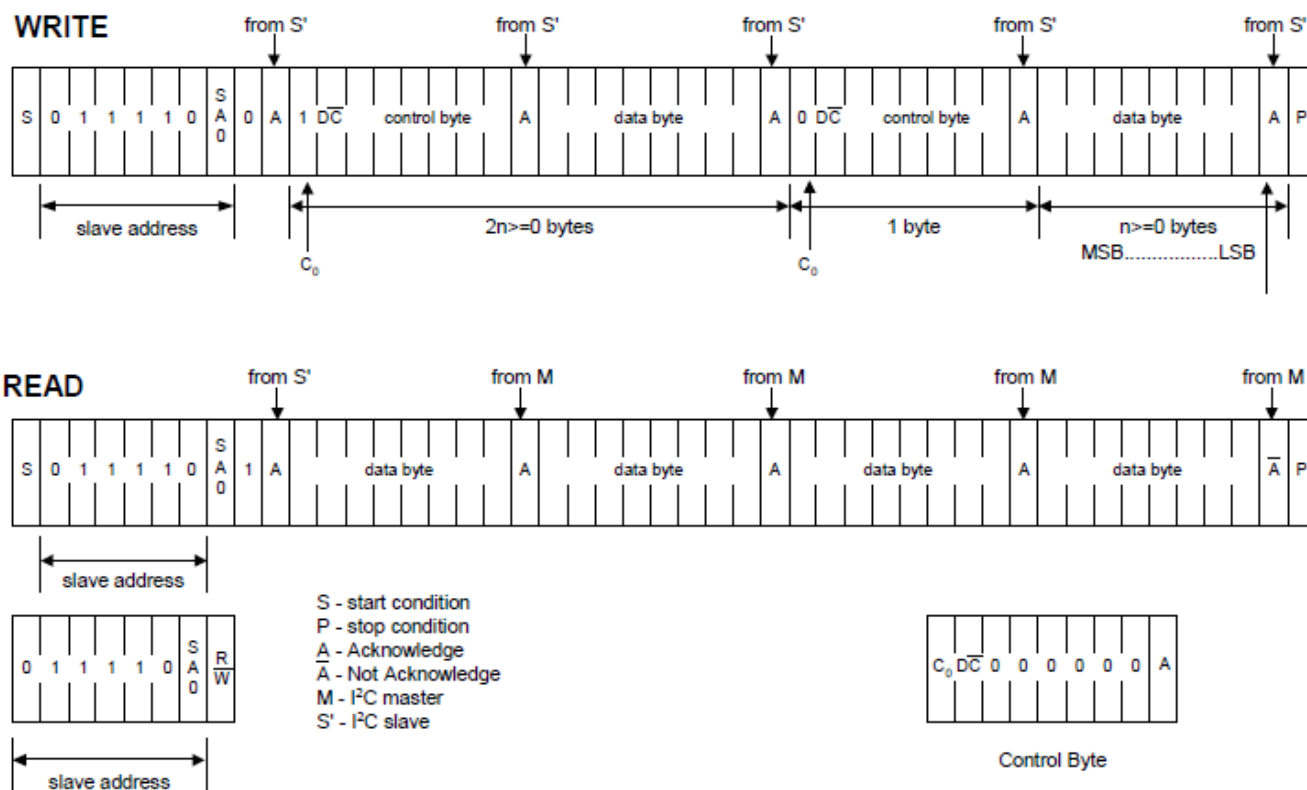 WRITE
from S' from S' from S' from S' from S'
S 0 1 1 1 1 0 S A 0 0 A 1 DC̅ control byte A data byte A 0 DC̅ control byte A data byte A P
slave address 2n>=0 bytes 1 byte n>=0 bytes
MSB.................LSB
C₀ C₀
READ
from S' from M from M from M from M
S 0 1 1 1 1 0 S A 0 1 A data byte A data byte A data byte A data byte A̅ P
slave address
S - start condition
P - stop condition
A - Acknowledge
A̅ - Not Acknowledge
M - I²C master
S' - I²C slave
0 1 1 1 1 0 S A 0 R W̅
slave address
C₀ DC̅ 0 0 0 0 0 0 A
Control Byte